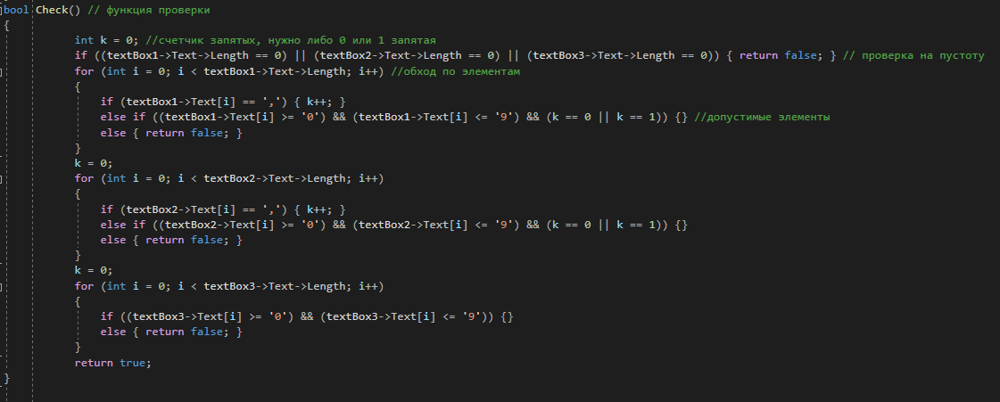 bool Check() // функция проверки
{
int k = 0; //счетчик запятых, нужно либо 0 или 1 запятая
if ((textBox1->Text->Length == 0) || (textBox2->Text->Length == 0) || (textBox3->Text->Length == 0)) { return false; } // проверка на пустоту
for (int i = 0; i < textBox1->Text->Length; i++) //обход по элементам
{
if (textBox1->Text[i] == ',') { k++; }
else if ((textBox1->Text[i] >= '0') && (textBox1->Text[i] <= '9') && (k == 0 || k == 1)) {} //допустимые элементы
else { return false; }
}
k = 0;
for (int i = 0; i < textBox2->Text->Length; i++)
{
if (textBox2->Text[i] == ',') { k++; }
else if ((textBox2->Text[i] >= '0') && (textBox2->Text[i] <= '9') && (k == 0 || k == 1)) {}
else { return false; }
}
k = 0;
for (int i = 0; i < textBox3->Text->Length; i++)
{
if ((textBox3->Text[i] >= '0') && (textBox3->Text[i] <= '9')) {}
else { return false; }
}
return true;
}